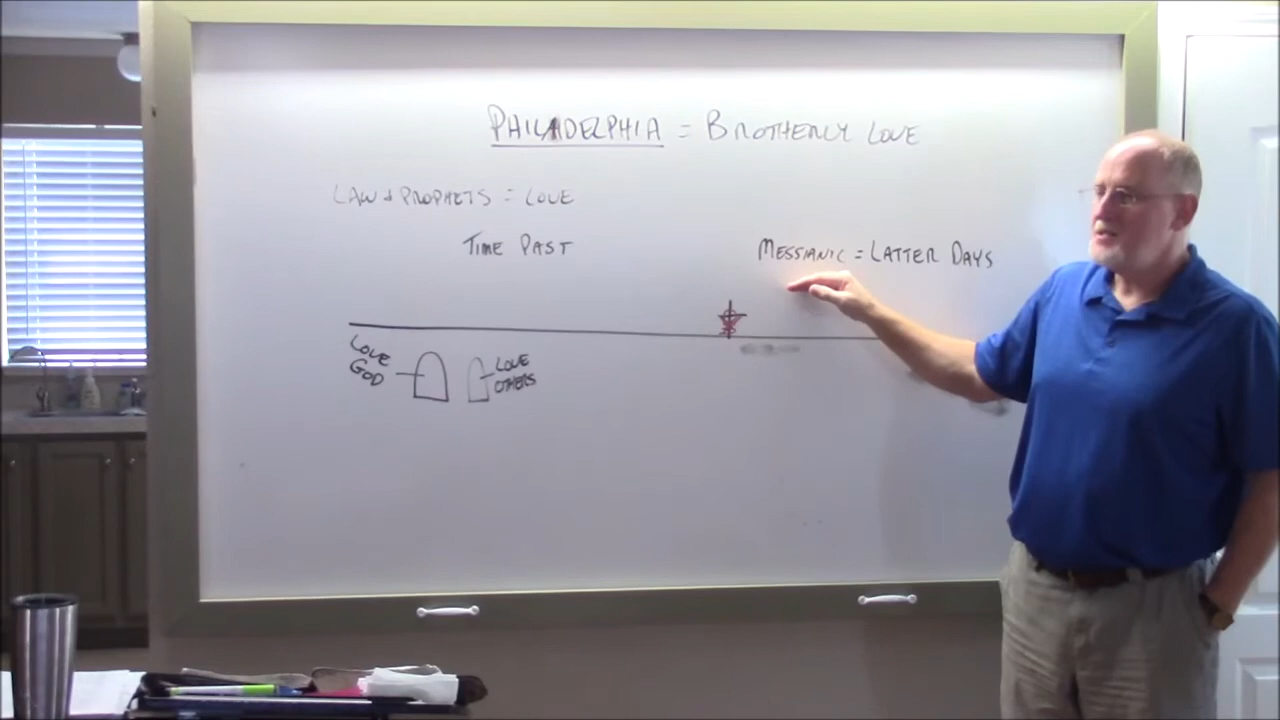 PHILADELPHIA = BROTHERLY LOVE
LAW & PROPHETS = LOVE
TIME PAST
MESSIANIC = LATTER DAYS
LOVE
GOD
LOVE
OTHERS